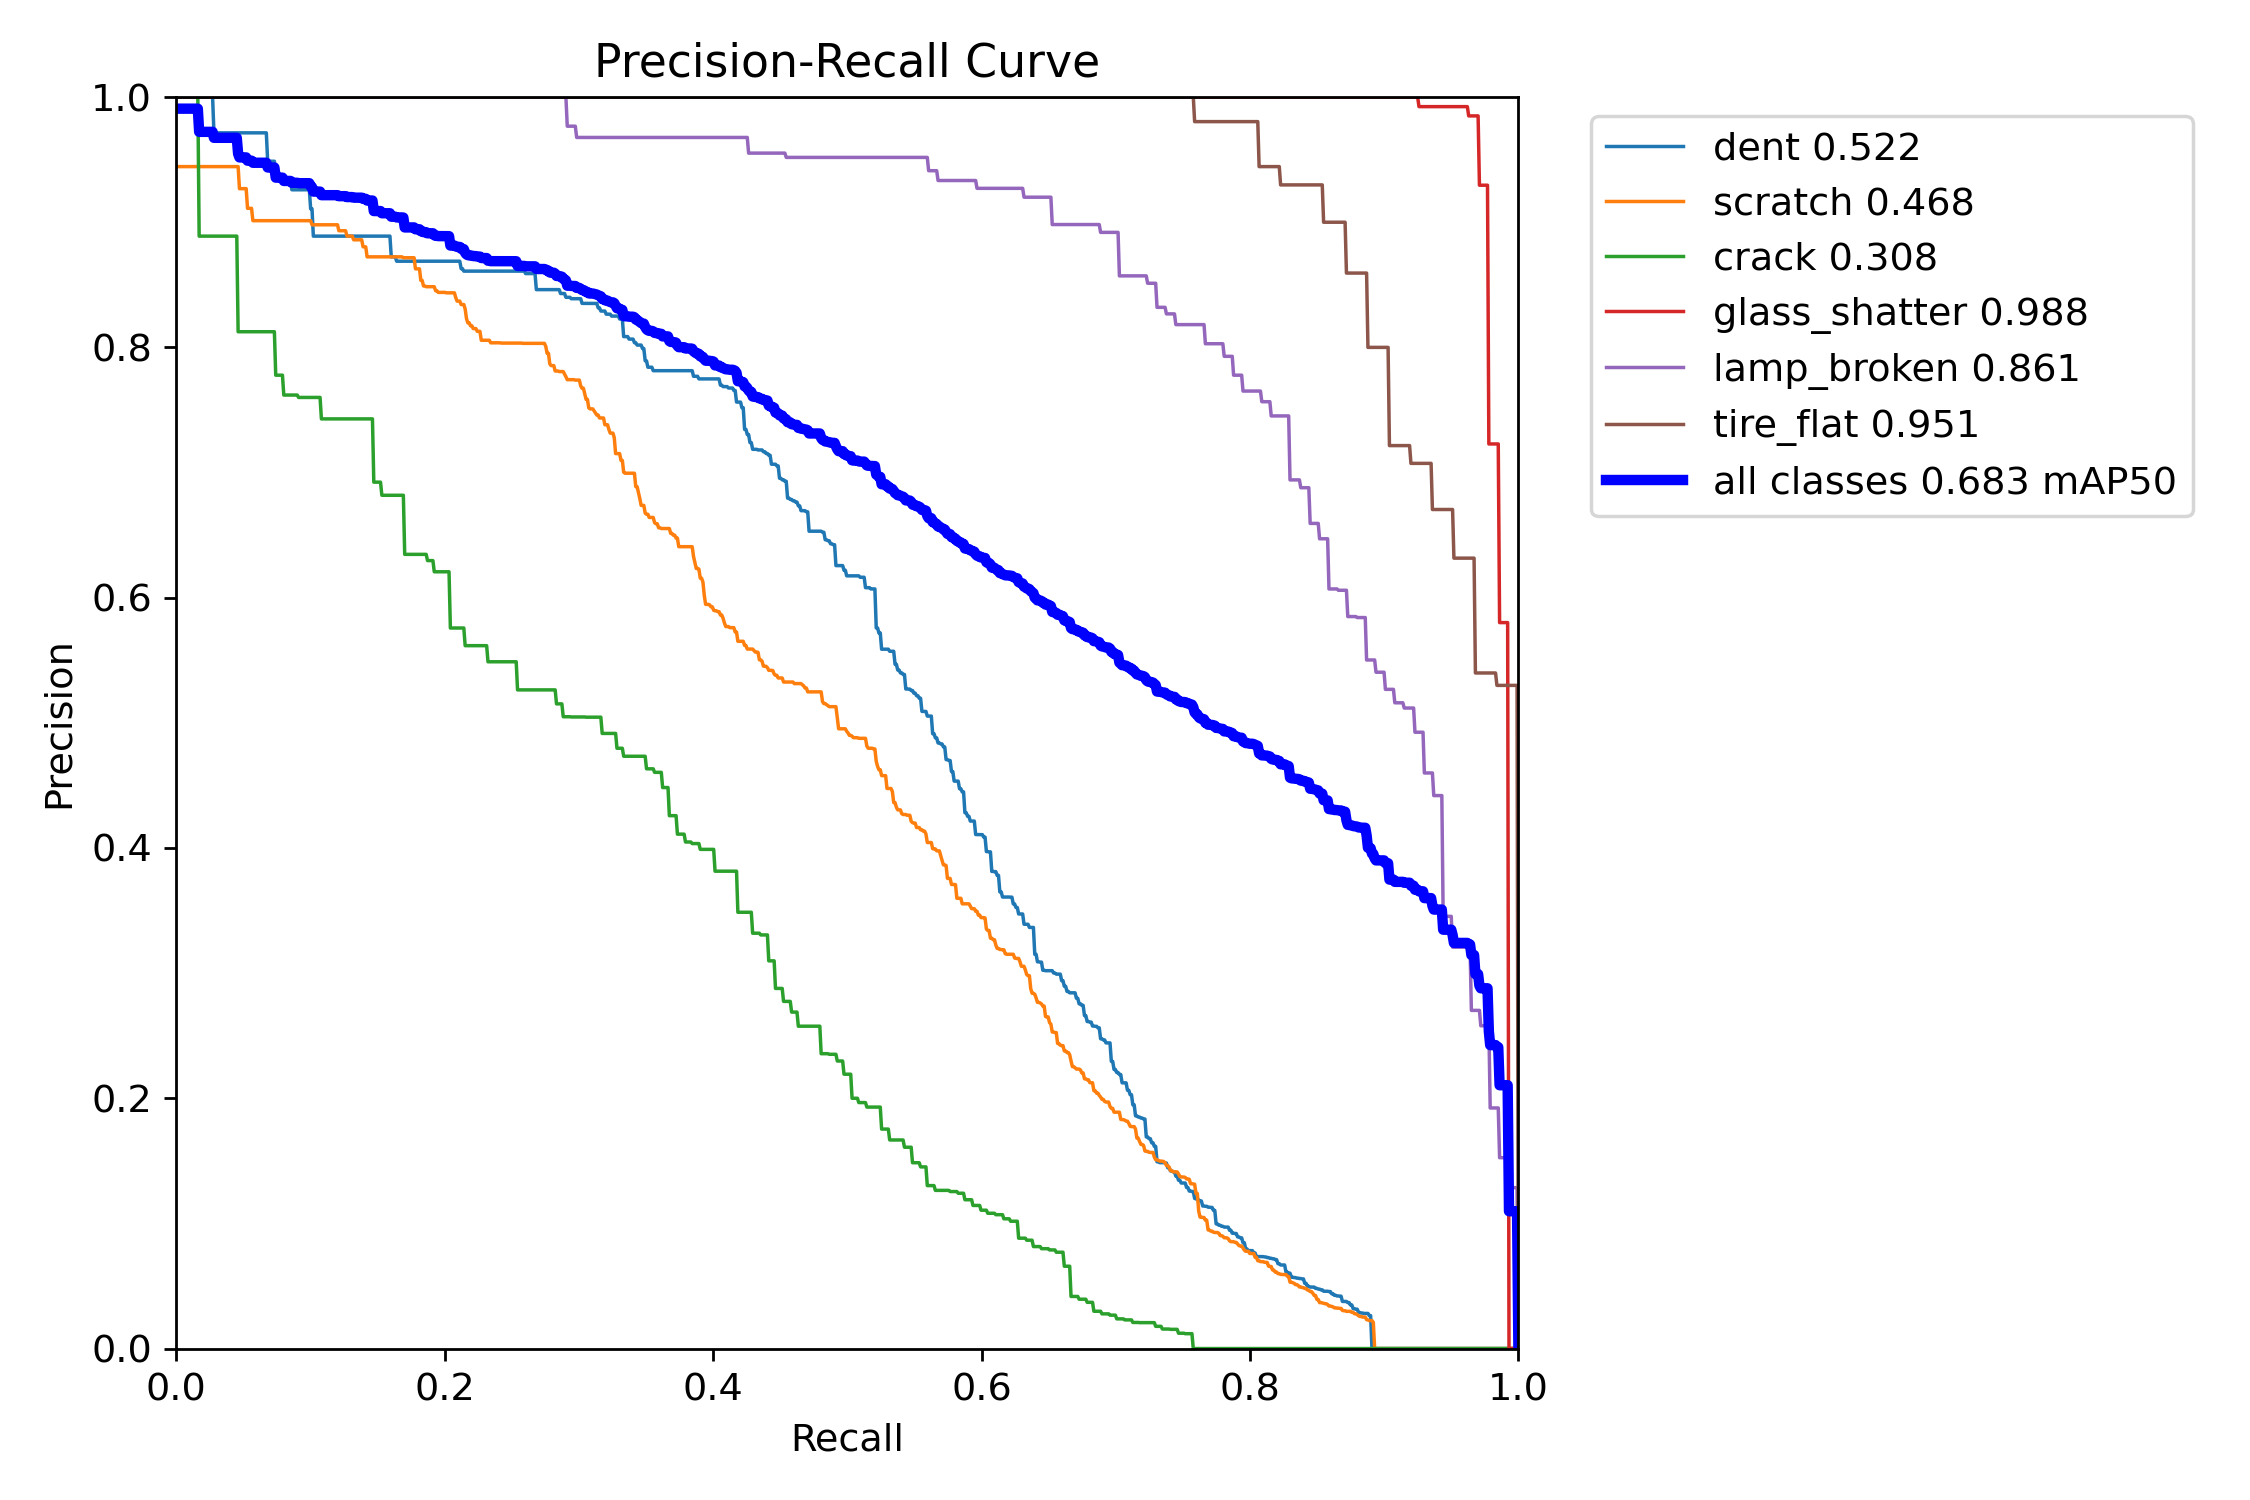 Precision-Recall Curve
1.0
0.8
0.6
0.4
0.2
0.0
Precision
0.0 0.2 0.4 0.6 0.8 1.0
Recall
dent 0.522
scratch 0.468
crack 0.308
glass_shatter 0.988
lamp_broken 0.861
tire_flat 0.951
all classes 0.683 mAP50